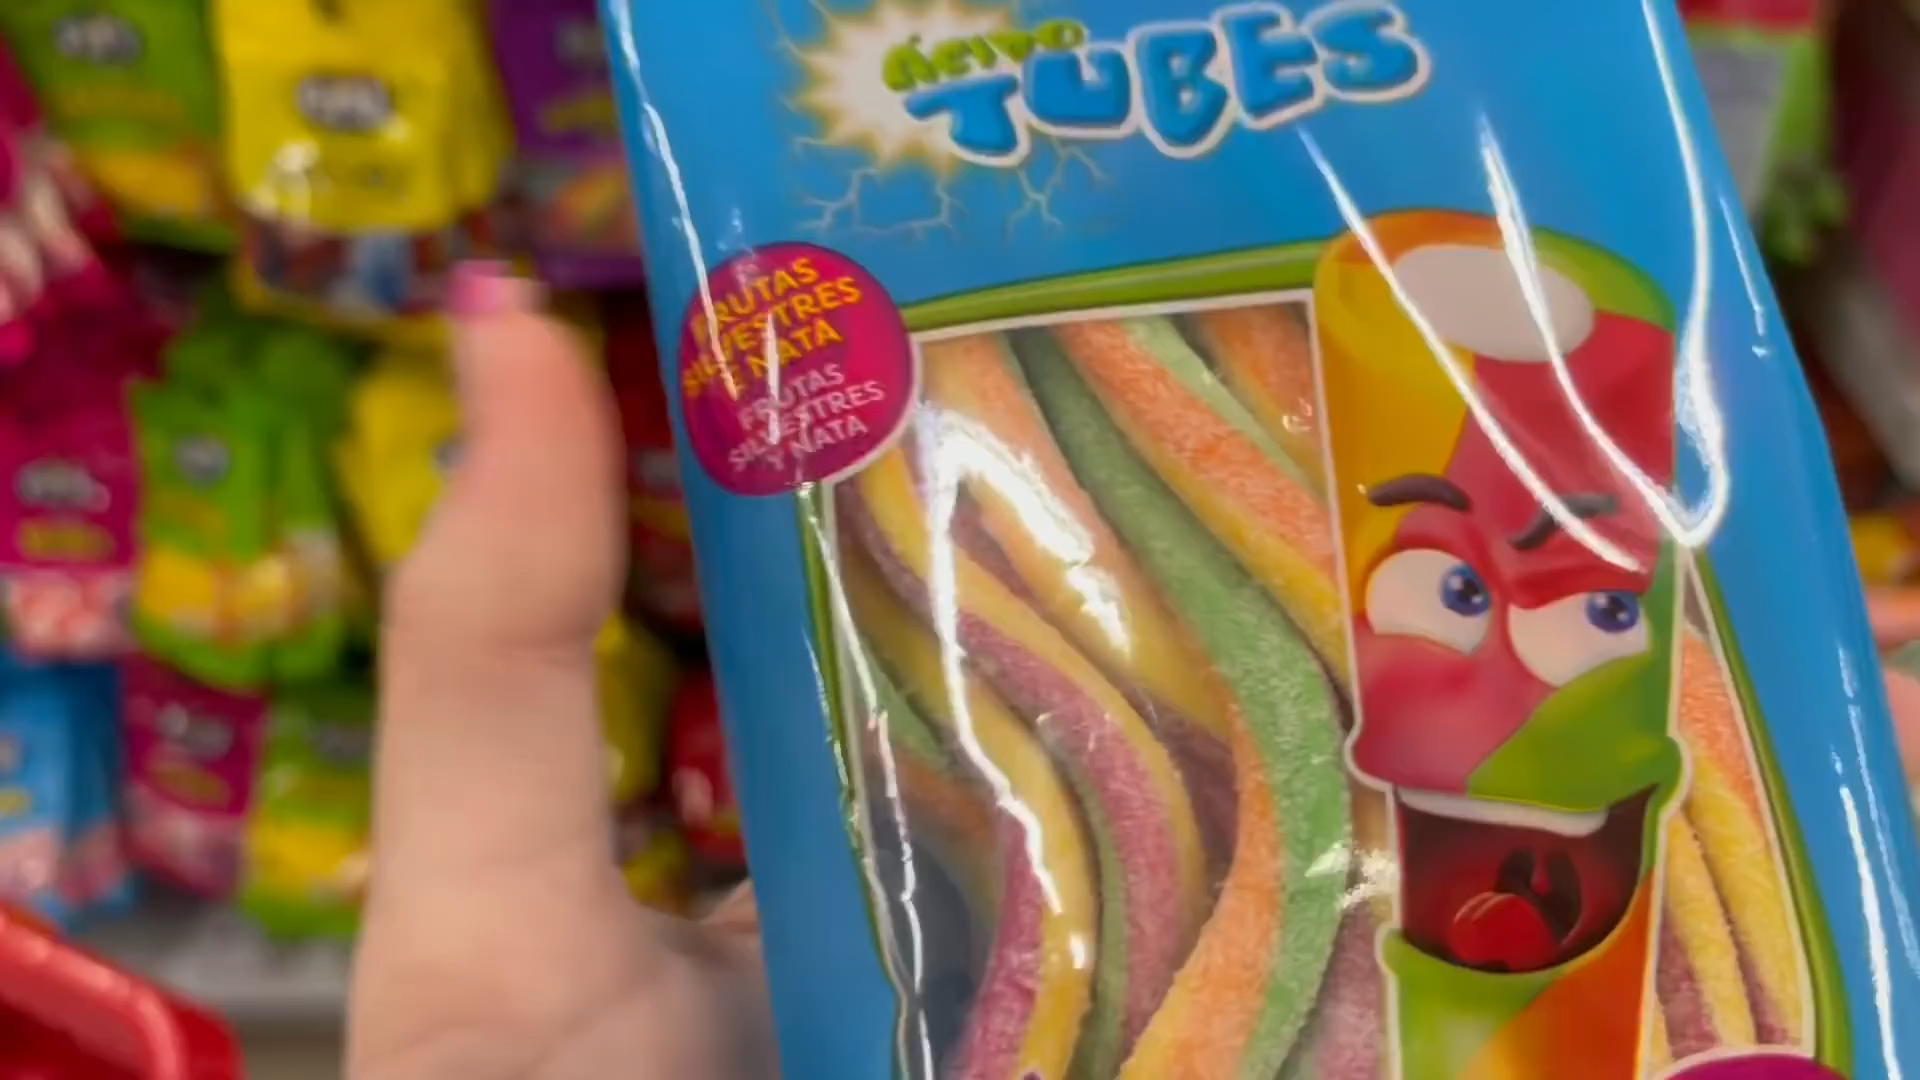 ÁCIDO
TUBES
FRUTAS
SILVESTRES
E NATA
FRUTAS
SILVESTRES
Y NATA